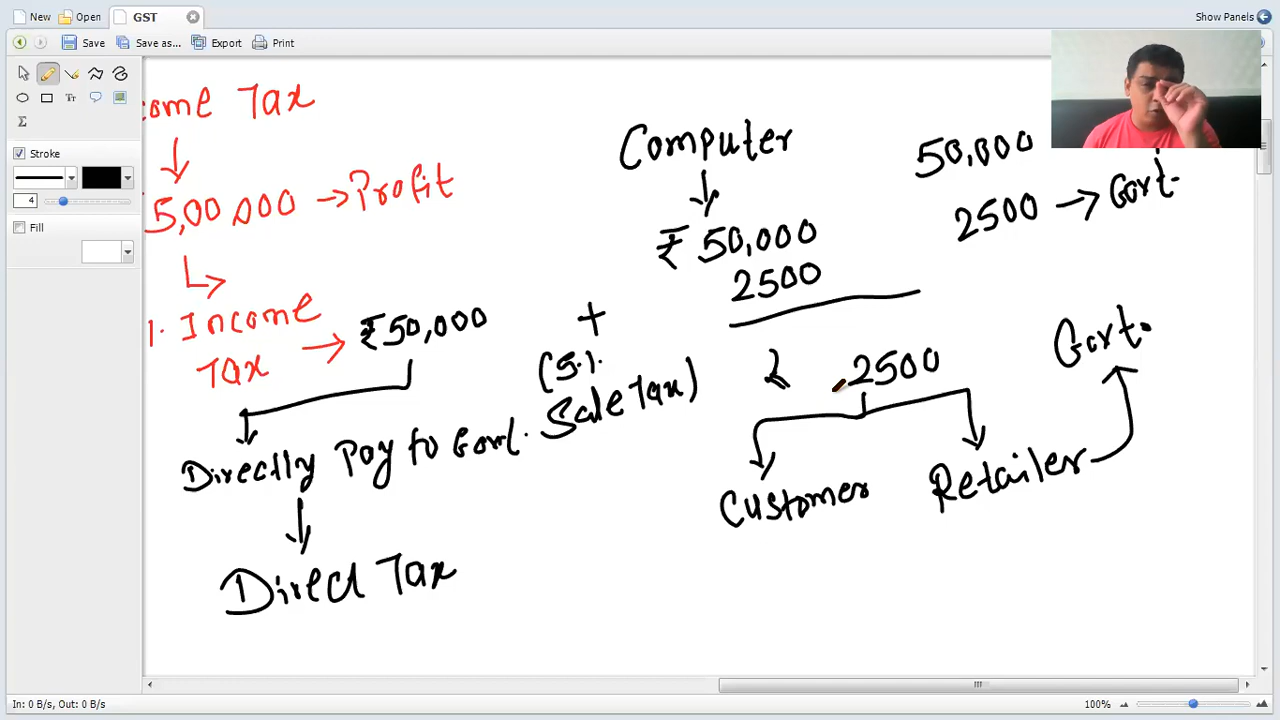 New Open GST Show Panels
Save Save as... Export Print
Stroke
4
Fill
come Tax
5,00,000 → Profit
1. Income
Tax → ₹50,000
Directly Pay to Govt.
Direct Tax
Computer
₹ 50,000
2500
+
(5%
Sale Tax)
2500
Customer
Retailer
Govt.
50,000
2500 → Govt.
In: 0 B/s, Out: 0 B/s 100%